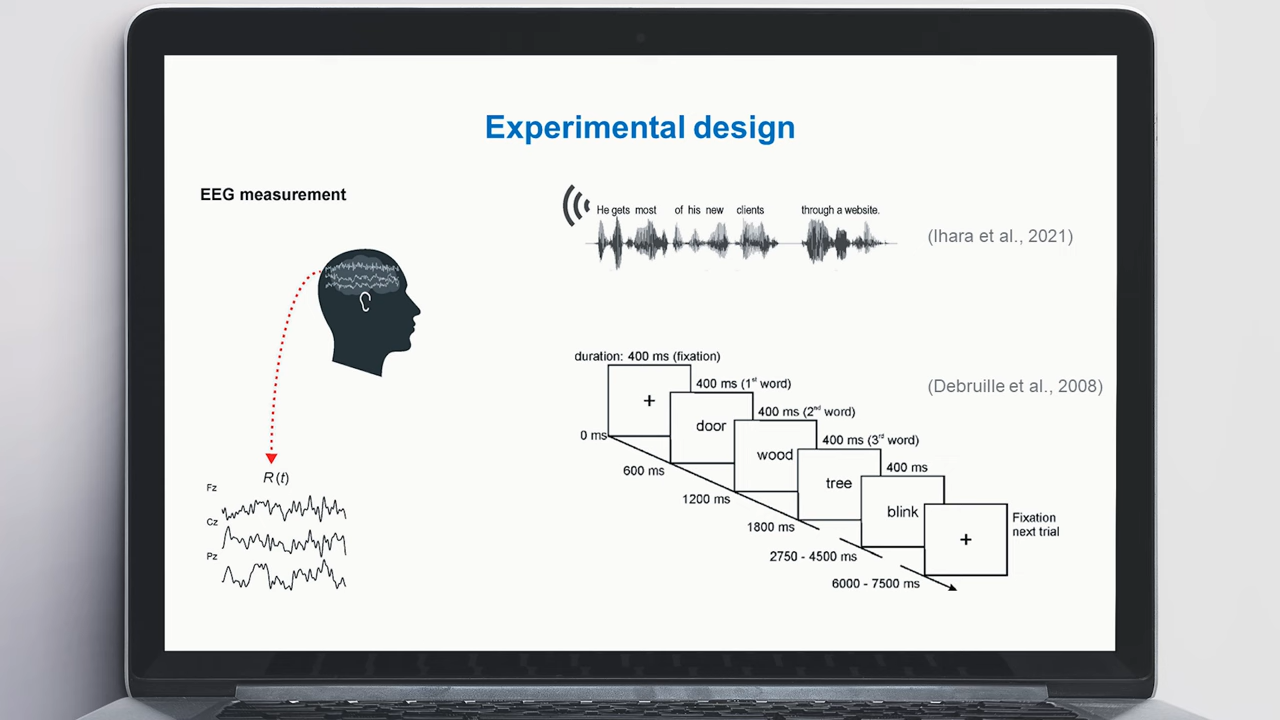 Experimental design
EEG measurement
He gets most of his new clients through a website.
(Ihara et al., 2021)
duration: 400 ms (fixation)
+
400 ms (1st word)
door
(Debruille et al., 2008)
400 ms (2nd word)
wood
400 ms (3rd word)
tree
400 ms
blink
+
Fixation
next trial
0 ms
600 ms
1200 ms
1800 ms
2750 - 4500 ms
6000 - 7500 ms
R(t)
Fz
Cz
Pz